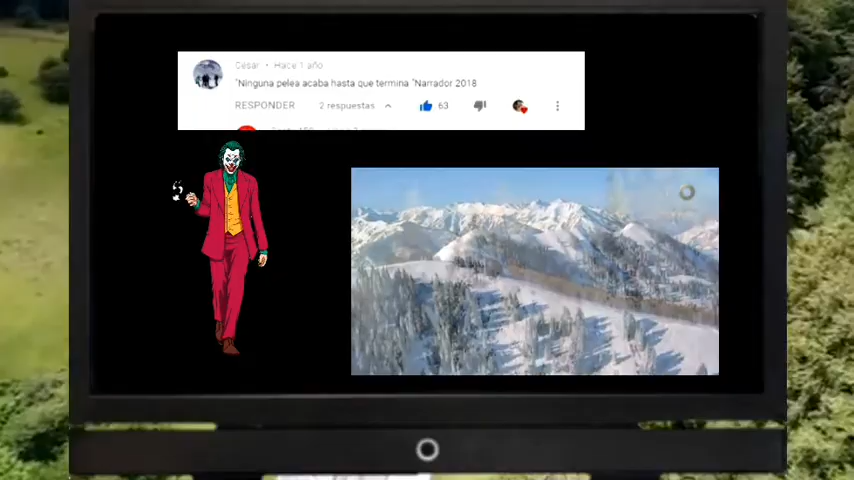 César • Hace 1 año
"Ninguna pelea acaba hasta que termina "Narrador 2018
RESPONDER 2 respuestas 63